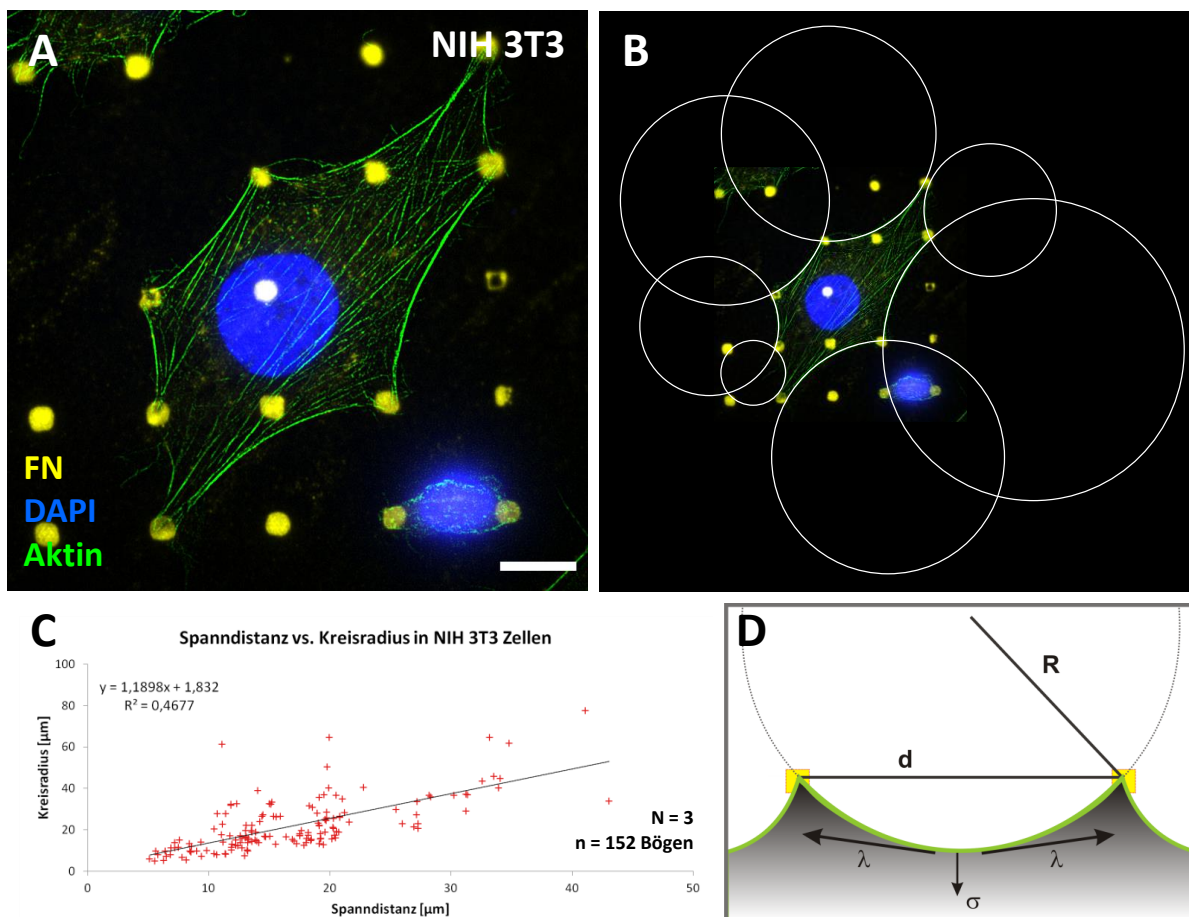 A
NIH 3T3
FN
DAPI
Aktin
B
C
Spanndistanz vs. Kreisradius in NIH 3T3 Zellen
y = 1,1898x + 1,832
R² = 0,4677
100
80
60
40
20
0
Kreisradius [µm]
0 10 20 30 40 50
Spanndistanz [µm]
N = 3
n = 152 Bögen
D
R
d
λ λ
σ